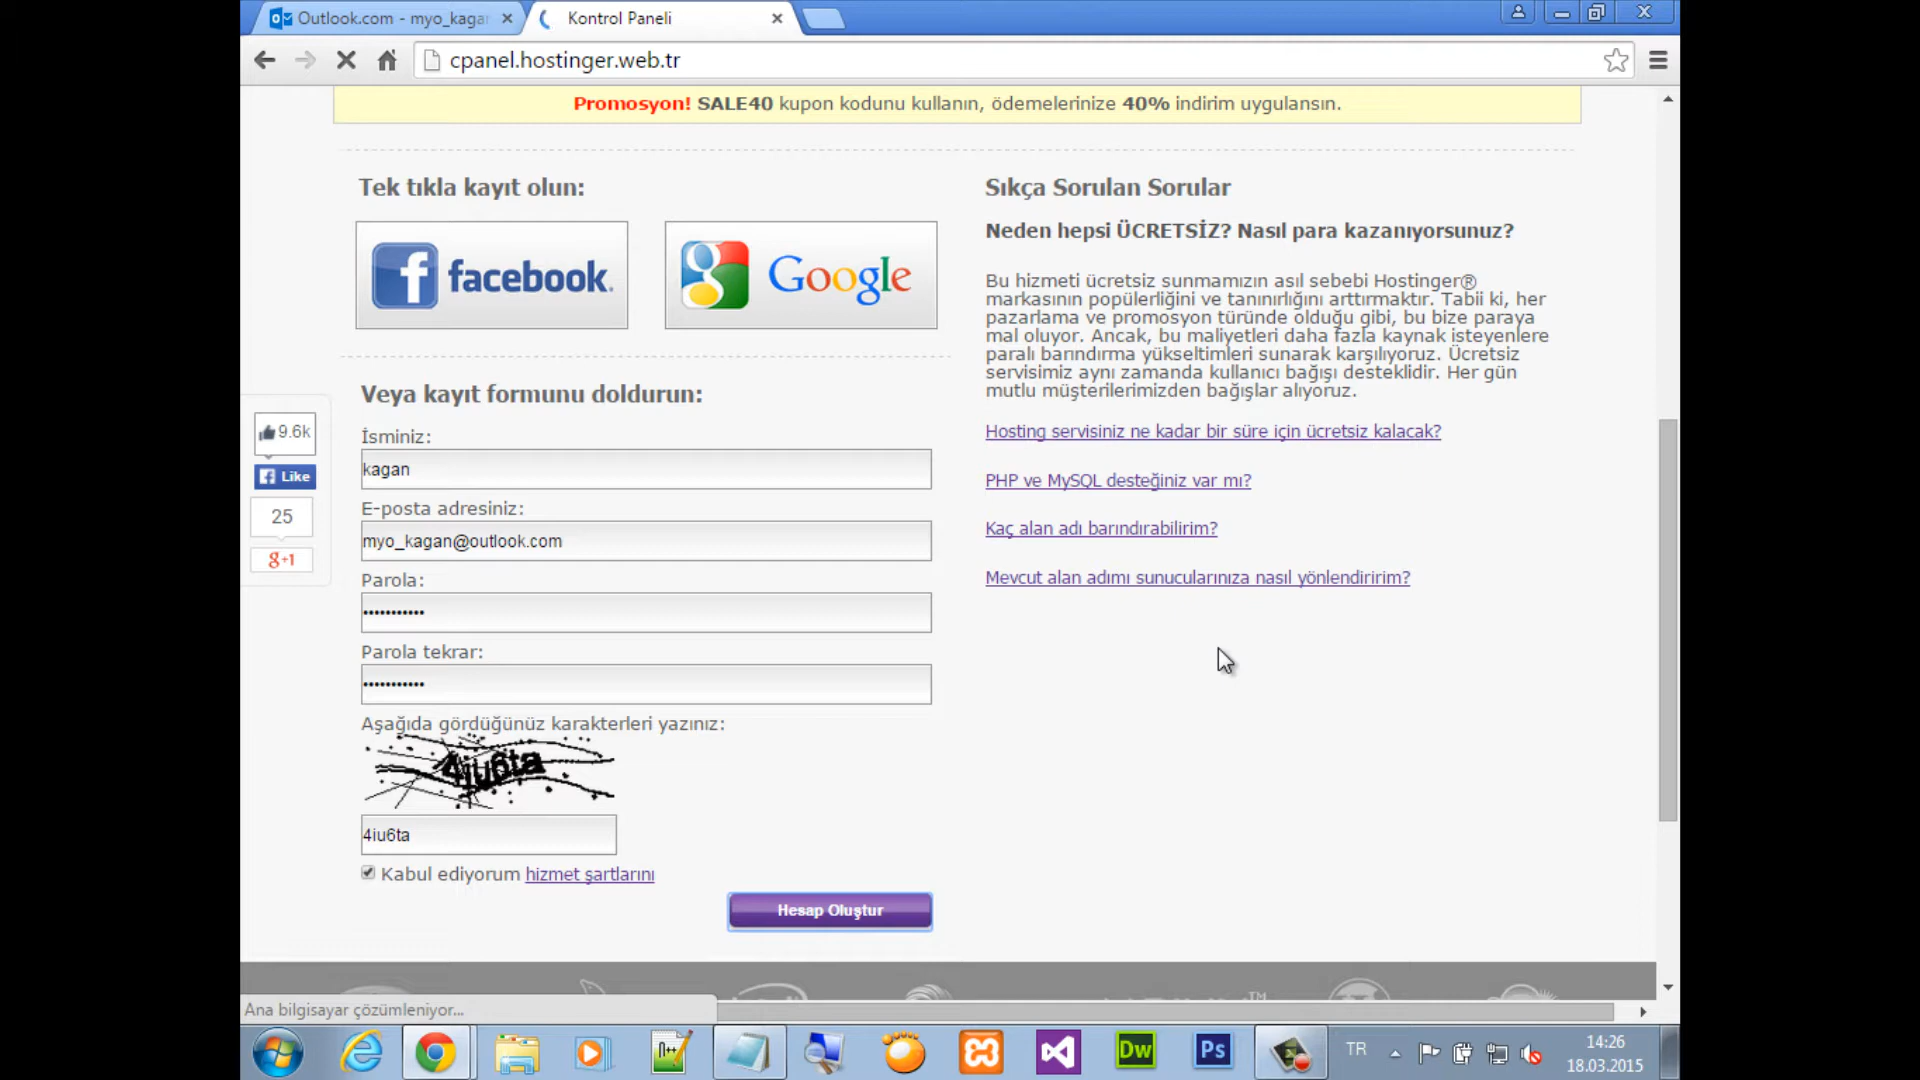 Outlook.com - myo_kagan
Kontrol Paneli
cpanel.hostinger.web.tr
Promosyon! SALE40 kupon kodunu kullanın, ödemelerinize 40% indirim uygulansın.
Tek tıkla kayıt olun:
facebook.
Google
Veya kayıt formunu doldurun:
İsminiz:
kagan
E-posta adresiniz:
myo_kagan@outlook.com
Parola:
•••••••••••
Parola tekrar:
•••••••••••
Aşağıda gördüğünüz karakterleri yazınız:
4iu6ta
4iu6ta
Kabul ediyorum hizmet şartlarını
Hesap Oluştur
9.6k
Like
25
g+1
Sıkça Sorulan Sorular
Neden hepsi ÜCRETSİZ? Nasıl para kazanıyorsunuz?
Bu hizmeti ücretsiz sunmamızın asıl sebebi Hostinger®
markasının popülerliğini ve tanınırlığını arttırmaktır. Tabii ki, her
pazarlama ve promosyon türünde olduğu gibi, bu bize paraya
mal oluyor. Ancak, bu maliyetleri daha fazla kaynak isteyenlere
paralı barındırma yükseltimleri sunarak karşılıyoruz. Ücretsiz
servisimiz aynı zamanda kullanıcı bağışı desteklidir. Her gün
mutlu müşterilerimizden bağışlar alıyoruz.
Hosting servisiniz ne kadar bir süre için ücretsiz kalacak?
PHP ve MySQL desteğiniz var mı?
Kaç alan adı barındırabilirim?
Mevcut alan adımı sunucularınıza nasıl yönlendiririm?
Ana bilgisayar çözümleniyor...
Dw
Ps
TR
14:26
18.03.2015